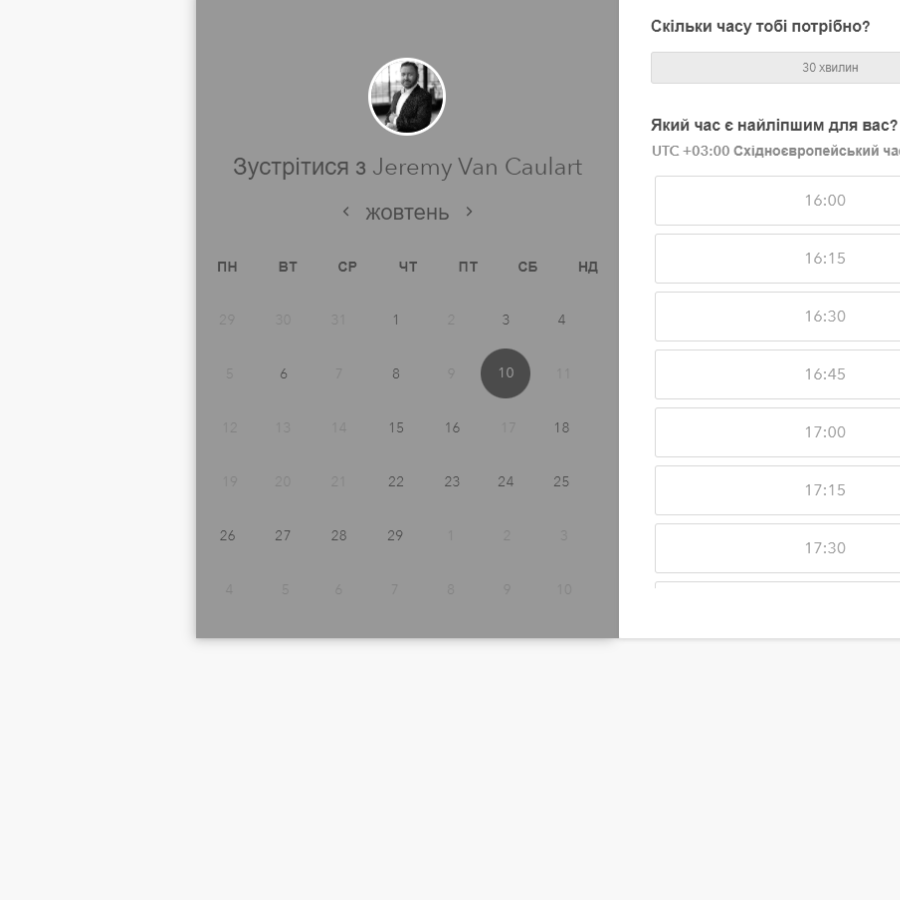 Зустрітися з Jeremy Van Caulart
‹ жовтень ›
ПН ВТ СР ЧТ ПТ СБ НД
29 30 31 1 2 3 4
5 6 7 8 9 10 11
12 13 14 15 16 17 18
19 20 21 22 23 24 25
26 27 28 29 1 2 3
4 5 6 7 8 9 10
Скільки часу тобі потрібно?
30 хвилин
Який час є найліпшим для вас?
UTC +03:00 Східноєвропейський
16:00
16:15
16:30
16:45
17:00
17:15
17:30